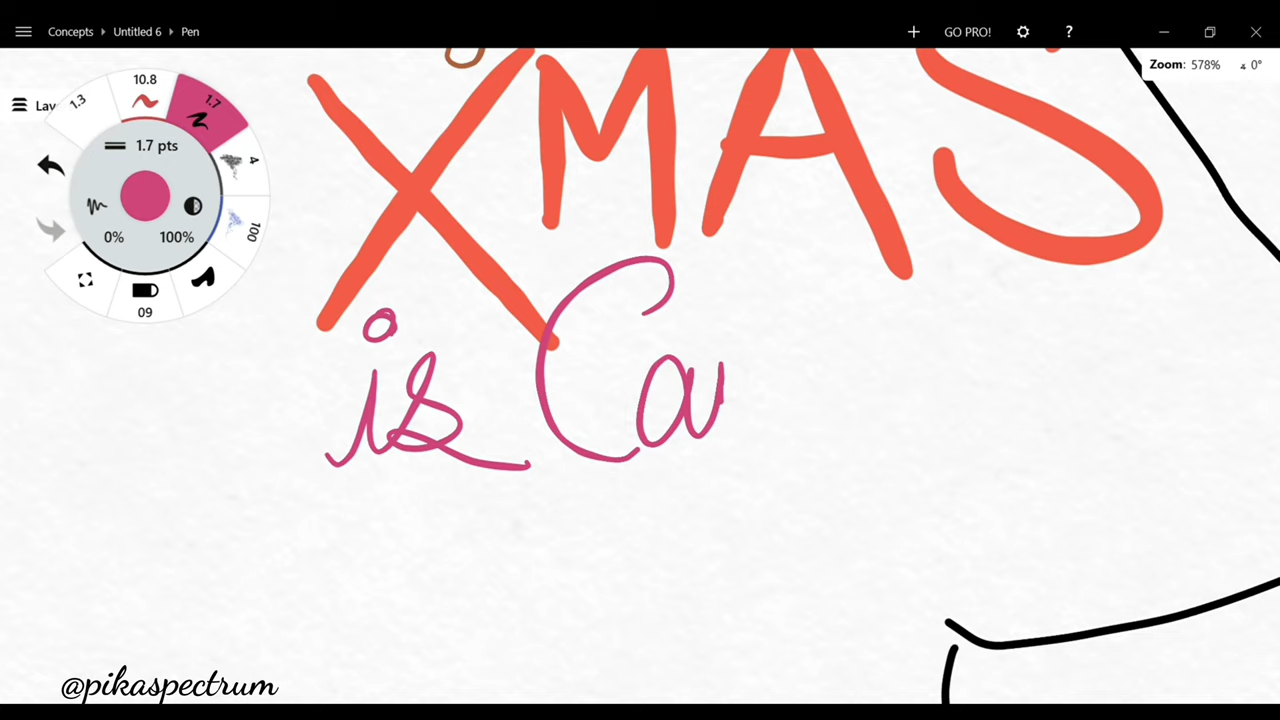 Concepts › Untitled 6 › Pen
GO PRO! ?
Zoom: 578% 0°
Lay
1.3
10.8
1.7
4
100
1.7 pts
0% 100%
09
XMAS
is Ca
@pikaspectrum